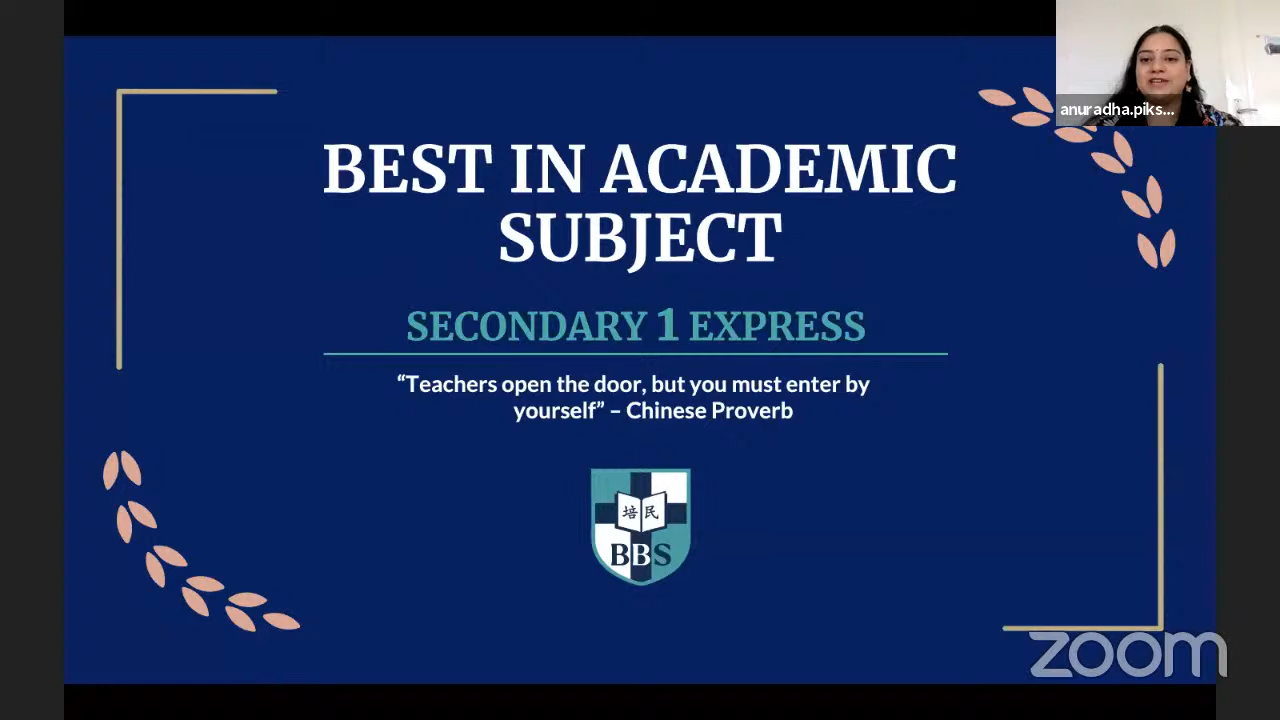 anuradha.piks...
BEST IN ACADEMIC
SUBJECT
SECONDARY 1 EXPRESS
“Teachers open the door, but you must enter by
yourself” – Chinese Proverb
培民
BBS
zoom